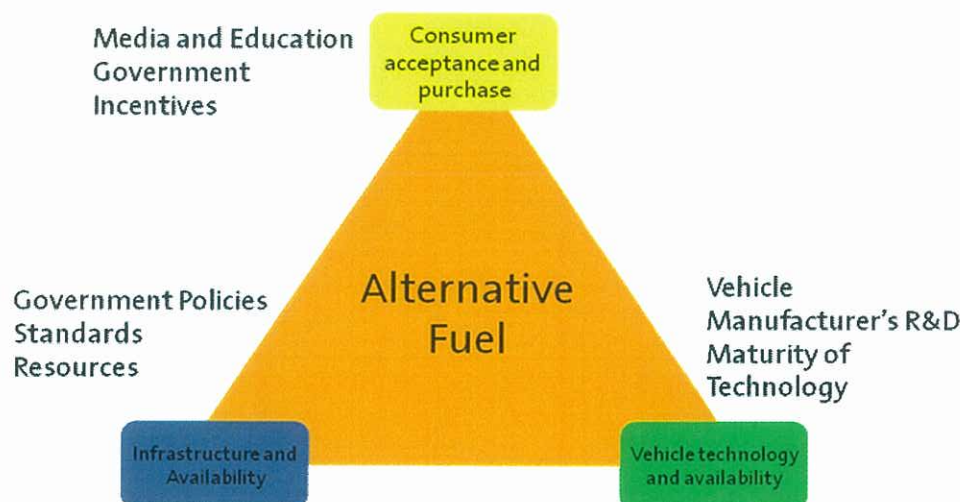 Media and Education
Government
Incentives
Consumer
acceptance and
purchase
Alternative
Fuel
Government Policies
Standards
Resources
Vehicle
Manufacturer's R&D
Maturity of
Technology
Infrastructure and
Availability
Vehicle technology
and availability